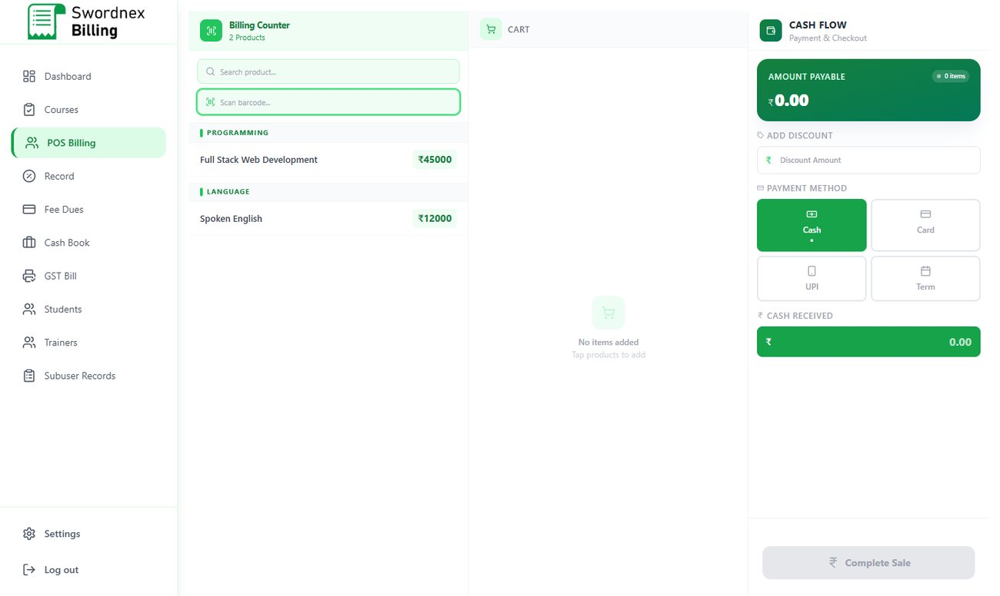 Swordnex
Billing
Dashboard
Courses
POS Billing
Record
Fee Dues
Cash Book
GST Bill
Students
Trainers
Subuser Records
Settings
Log out
Billing Counter
2 Products
Search product...
Scan barcode...
PROGRAMMING
Full Stack Web Development ₹45000
LANGUAGE
Spoken English ₹12000
CART
No items added
Tap products to add
CASH FLOW
Payment & Checkout
AMOUNT PAYABLE 0 items
₹0.00
ADD DISCOUNT
₹ Discount Amount
PAYMENT METHOD
Cash
Card
UPI
Term
₹ CASH RECEIVED
₹ 0.00
₹ Complete Sale